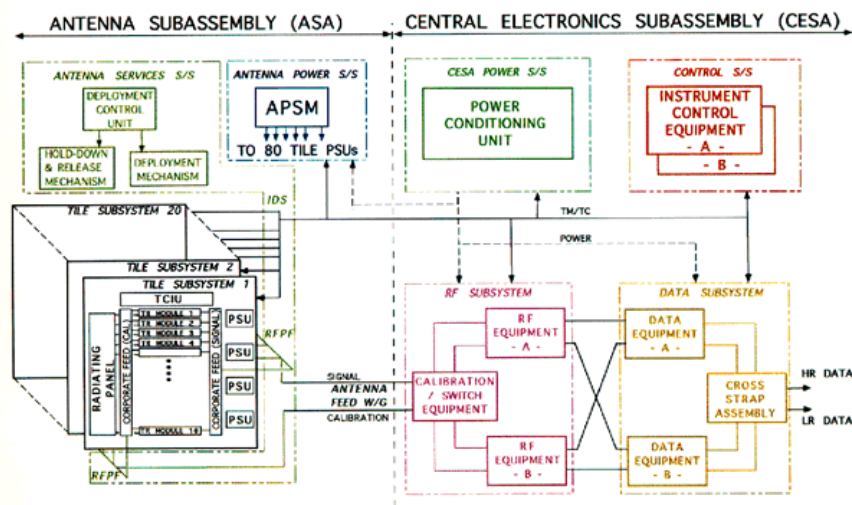 ANTENNA SUBASSEMBLY (ASA)
CENTRAL ELECTRONICS SUBASSEMBLY (CESA)
ANTENNA SERVICES S/S
DEPLOYMENT
CONTROL
UNIT
HOLD-DOWN
& RELEASE
MECHANISM
DEPLOYMENT
MECHANISM
ANTENNA POWER S/S
APSM
TO 80 TILE PSUs
CESA POWER S/S
POWER
CONDITIONING
UNIT
CONTROL S/S
INSTRUMENT
CONTROL
EQUIPMENT
- A -
- B -
IDS
TM/TC
POWER
TILE SUBSYSTEM 20
TILE SUBSYSTEM 2
TILE SUBSYSTEM 1
TCIU
RADIATING
PANEL
CORPORATE FEED (CAL)
TR MODULE 1
TR MODULE 2
TR MODULE 3
TR MODULE 4
TR MODULE 16
CORPORATE FEED (SIGNAL)
PSU
PSU
PSU
PSU
RFPF
RFPF
SIGNAL
ANTENNA
FEED W/G
CALIBRATION
RF SUBSYSTEM
RF
EQUIPMENT
- A -
CALIBRATION
/ SWITCH
EQUIPMENT
RF
EQUIPMENT
- B -
DATA SUBSYSTEM
DATA
EQUIPMENT
- A -
CROSS
STRAP
ASSEMBLY
DATA
EQUIPMENT
- B -
HR DATA
LR DATA